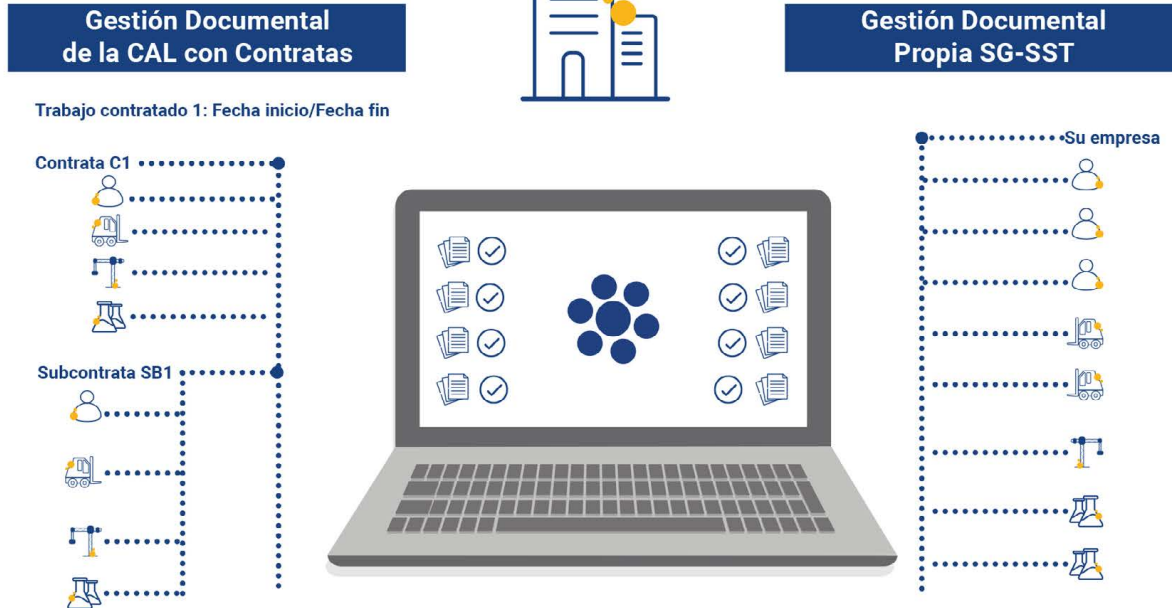 Gestión Documental
de la CAL con Contratas
Gestión Documental
Propia SG-SST
Trabajo contratado 1: Fecha inicio/Fecha fin
Contrata C1
Subcontrata SB1
Su empresa